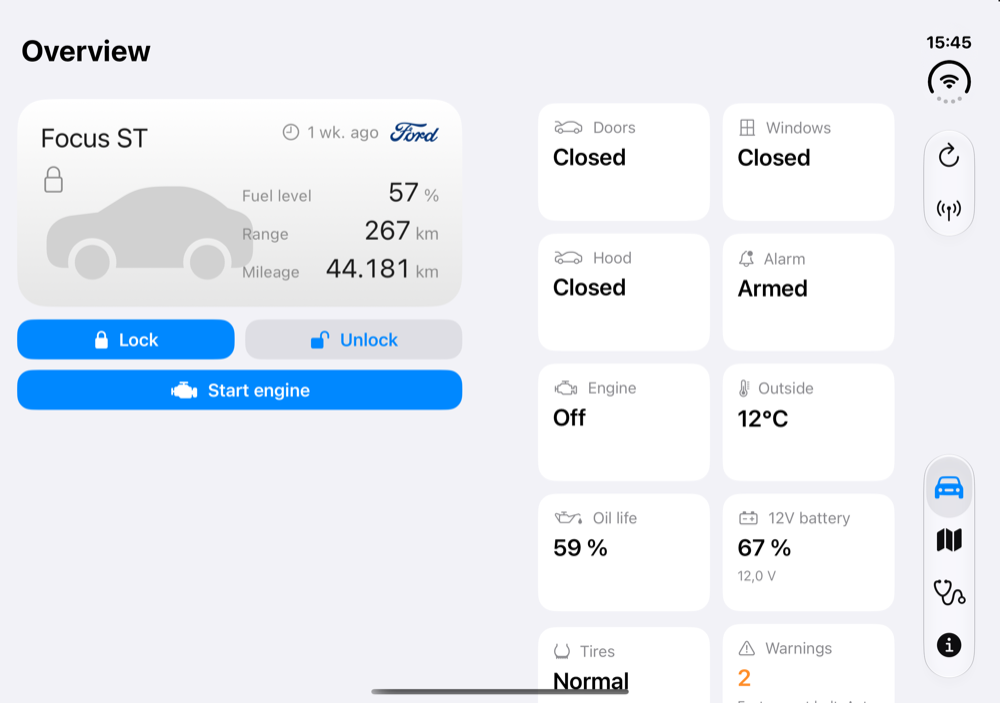 15:45
Overview
Focus ST
1 wk. ago
Ford
Fuel level 57 %
Range 267 km
Mileage 44.181 km
Lock
Unlock
Start engine
Doors
Closed
Windows
Closed
Hood
Closed
Alarm
Armed
Engine
Off
Outside
12°C
Oil life
59 %
12V battery
67 %
12,0 V
Tires
Normal
Warnings
2